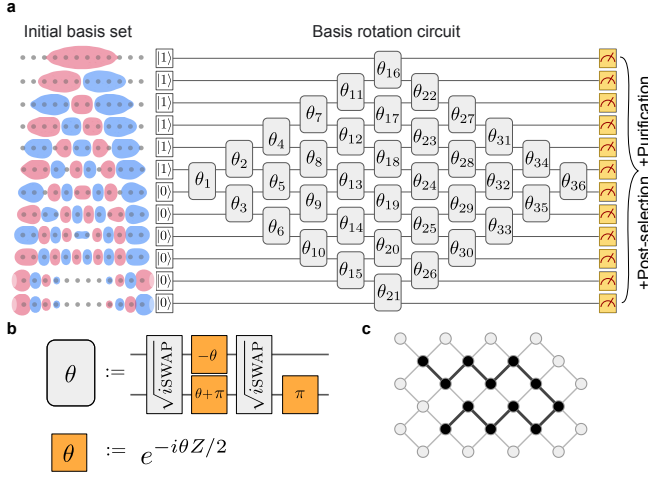 a
Initial basis set
Basis rotation circuit
|1⟩
|1⟩
|1⟩
|1⟩
|1⟩
|1⟩
|0⟩
|0⟩
|0⟩
|0⟩
|0⟩
|0⟩
θ1
θ2
θ3
θ4
θ5
θ6
θ7
θ8
θ9
θ10
θ11
θ12
θ13
θ14
θ15
θ16
θ17
θ18
θ19
θ20
θ21
θ22
θ23
θ24
θ25
θ26
θ27
θ28
θ29
θ30
θ31
θ32
θ33
θ34
θ35
θ36
+Post-selection +Purification
b
θ := √iSWAP −θ θ+π √iSWAP π
θ := e^{−iθZ/2}
c